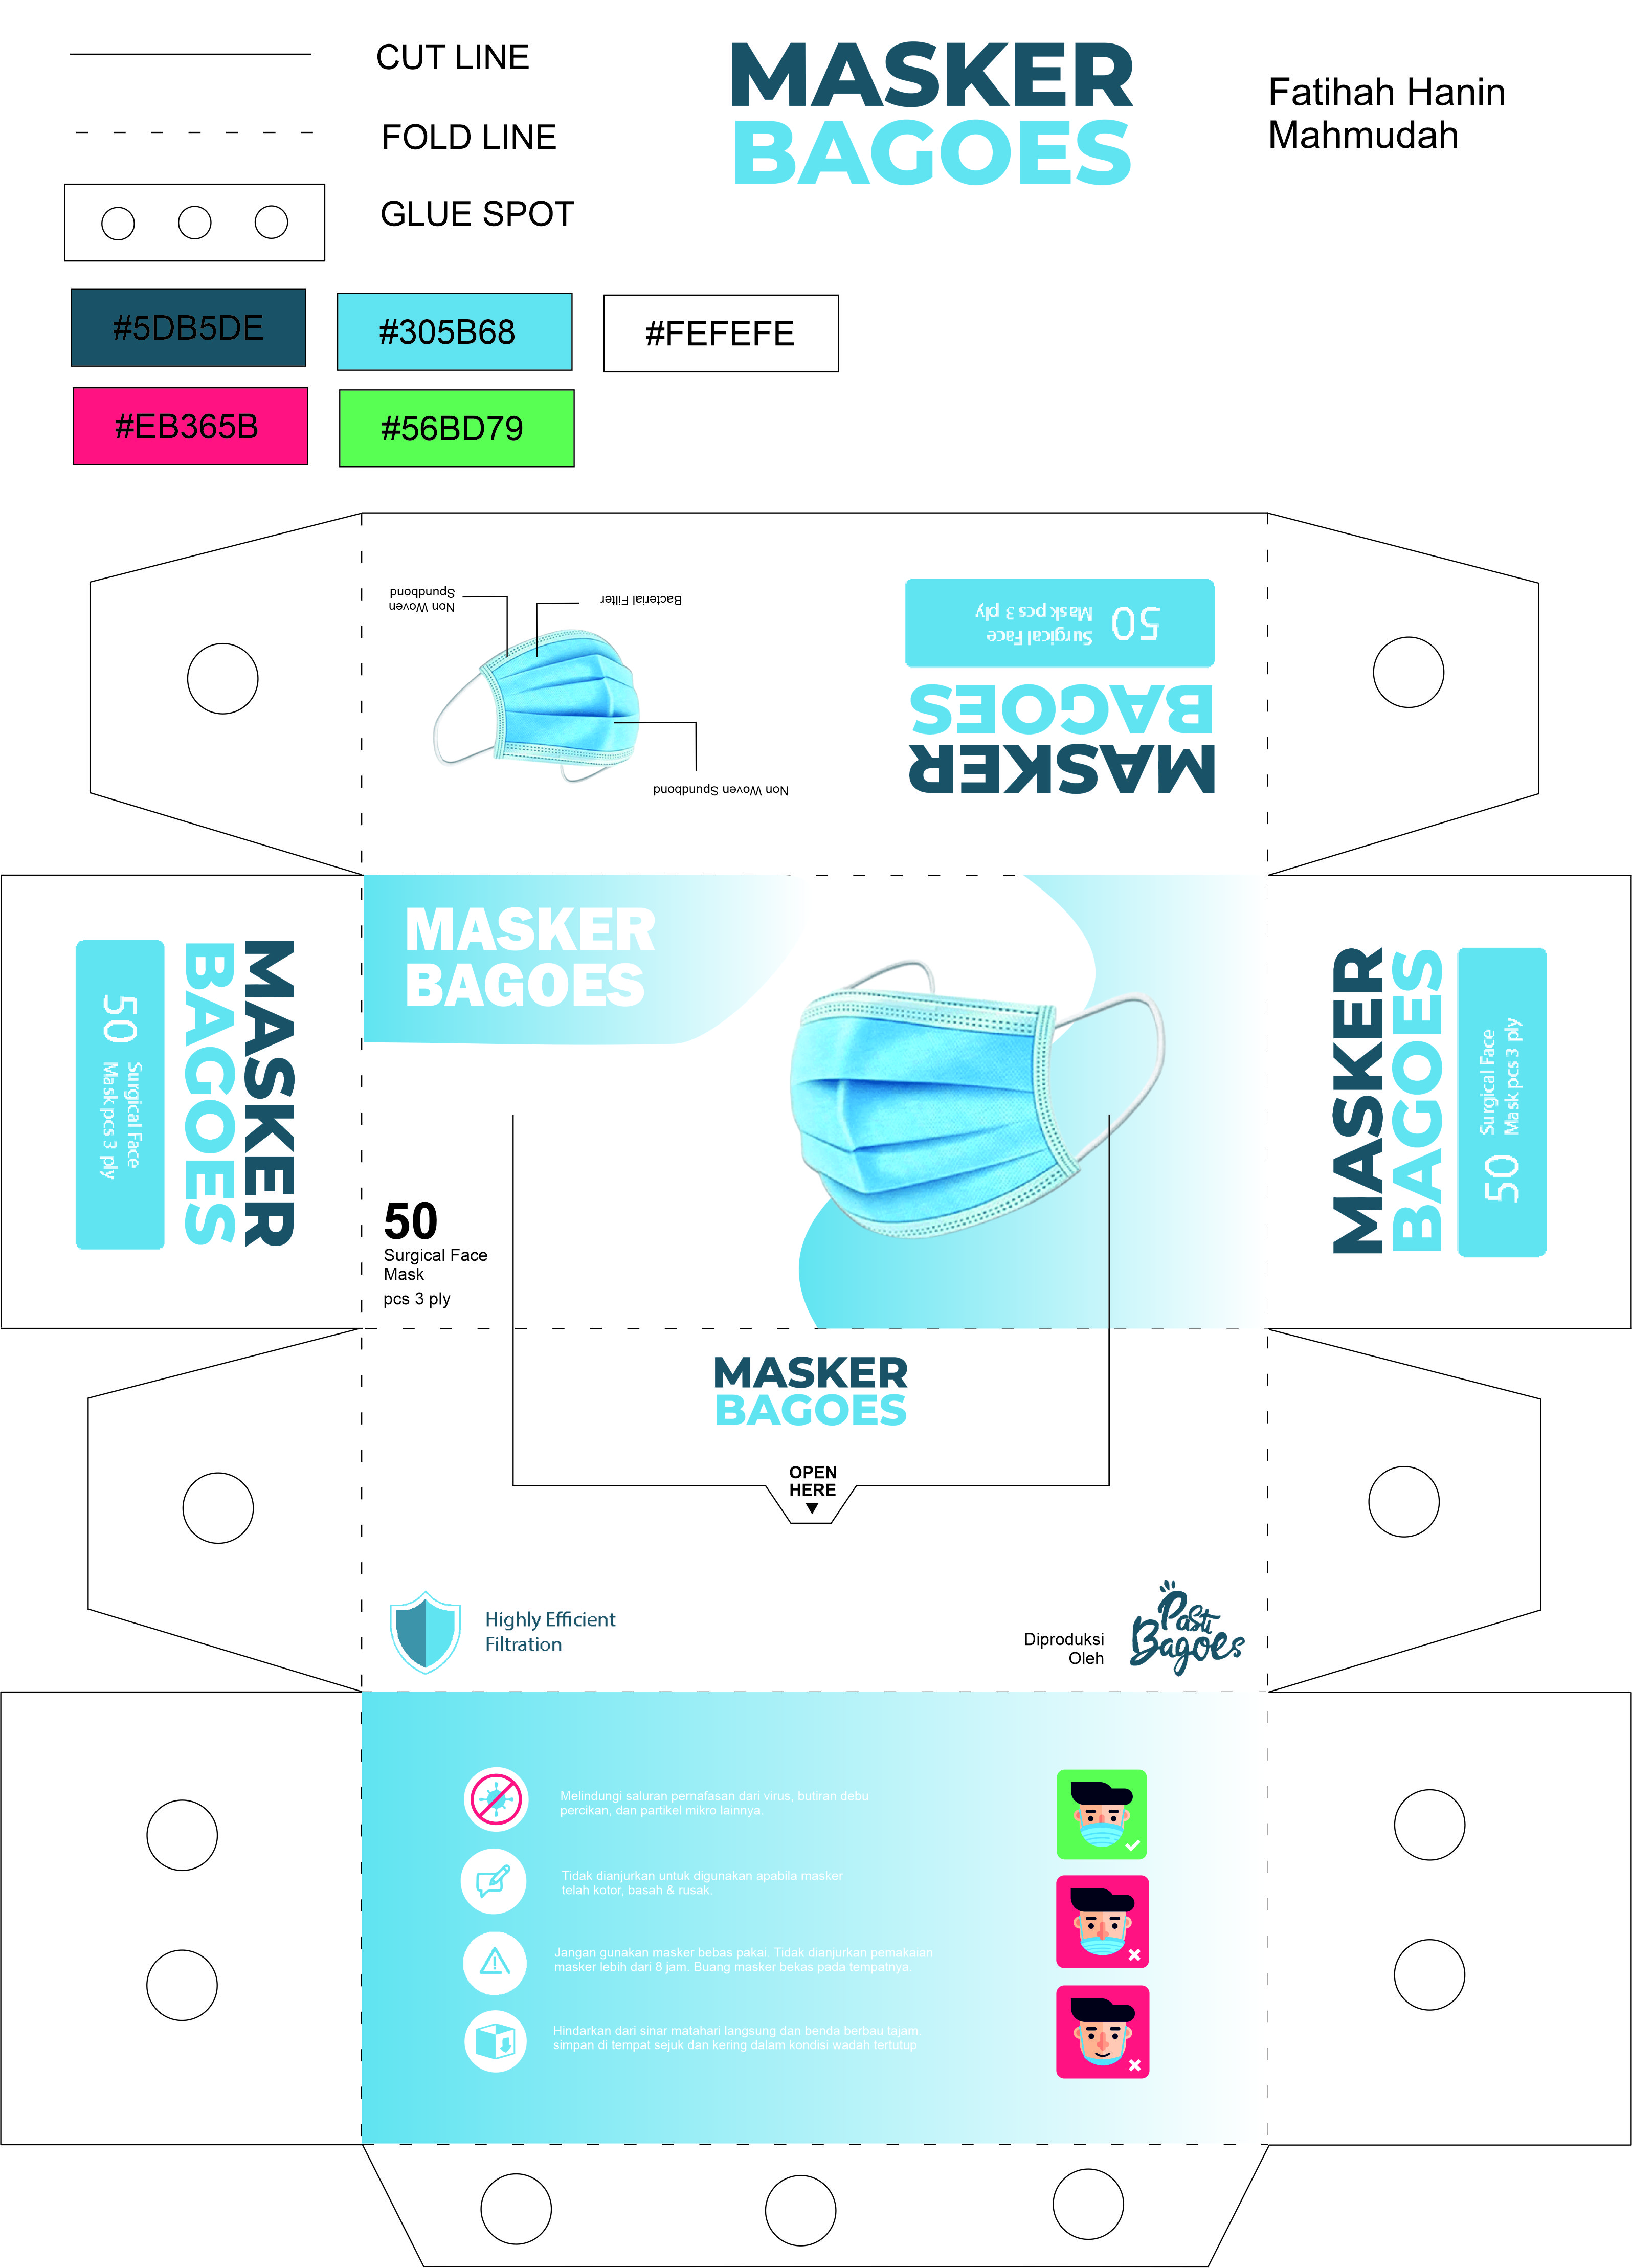 CUT LINE
FOLD LINE
GLUE SPOT
MASKER
BAGOES
Fatihah Hanin
Mahmudah
#5DB5DE
#305B68
#FEFEFE
#EB365B
#56BD79
MASKER
BAGOES
50
Surgical Face
Mask pcs 3 ply
Non Woven Spundbond
Bacterial Filter
Non Woven
Spundbond
MASKER
BAGOES
50
Surgical Face
Mask pcs 3 ply
MASKER
BAGOES
50
Surgical Face
Mask
pcs 3 ply
MASKER
BAGOES
50
Surgical Face
Mask pcs 3 ply
MASKER
BAGOES
OPEN
HERE
Highly Efficient
Filtration
Diproduksi
Oleh
Pasti
Bagoes
Melindungi saluran pernafasan dari virus, butiran debu
percikan, dan partikel mikro lainnya.
Tidak dianjurkan untuk digunakan apabila masker
telah kotor, basah & rusak.
Jangan gunakan masker bebas pakai. Tidak dianjurkan pemakaian
masker lebih dari 8 jam. Buang masker bekas pada tempatnya.
Hindarkan dari sinar matahari langsung dan benda berbau tajam.
simpan di tempat sejuk dan kering dalam kondisi wadah tertutup